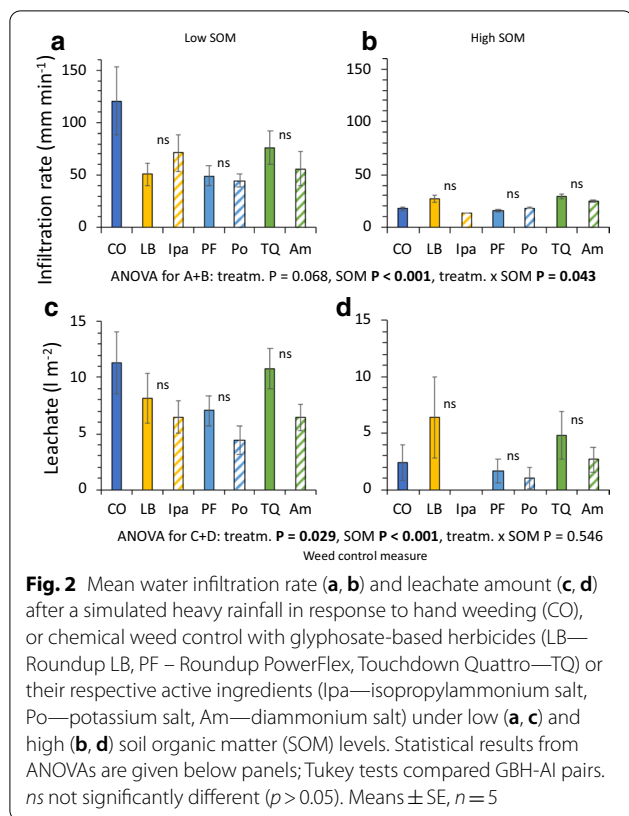 a Low SOM b High SOM
Infiltration rate (mm min⁻¹)
150 150
ns ns ns ns ns ns
100 100
50 50
0 0
CO LB Ipa PF Po TQ Am CO LB Ipa PF Po TQ Am
ANOVA for A+B: treatm. P = 0.068, SOM P < 0.001, treatm. x SOM P = 0.043
c d
Leachate (l m⁻²)
15 15
ns ns ns ns ns ns
10 10
5 5
0 0
CO LB Ipa PF Po TQ Am CO LB Ipa PF Po TQ Am
ANOVA for C+D: treatm. P = 0.029, SOM P < 0.001, treatm. x SOM P = 0.546
Weed control measure
Fig. 2 Mean water infiltration rate (a, b) and leachate amount (c, d)
after a simulated heavy rainfall in response to hand weeding (CO),
or chemical weed control with glyphosate-based herbicides (LB—
Roundup LB, PF – Roundup PowerFlex, Touchdown Quattro—TQ) or
their respective active ingredients (Ipa—isopropylammonium salt,
Po—potassium salt, Am—diammonium salt) under low (a, c) and
high (b, d) soil organic matter (SOM) levels. Statistical results from
ANOVAs are given below panels; Tukey tests compared GBH-AI pairs.
ns not significantly different (p > 0.05). Means ± SE, n = 5